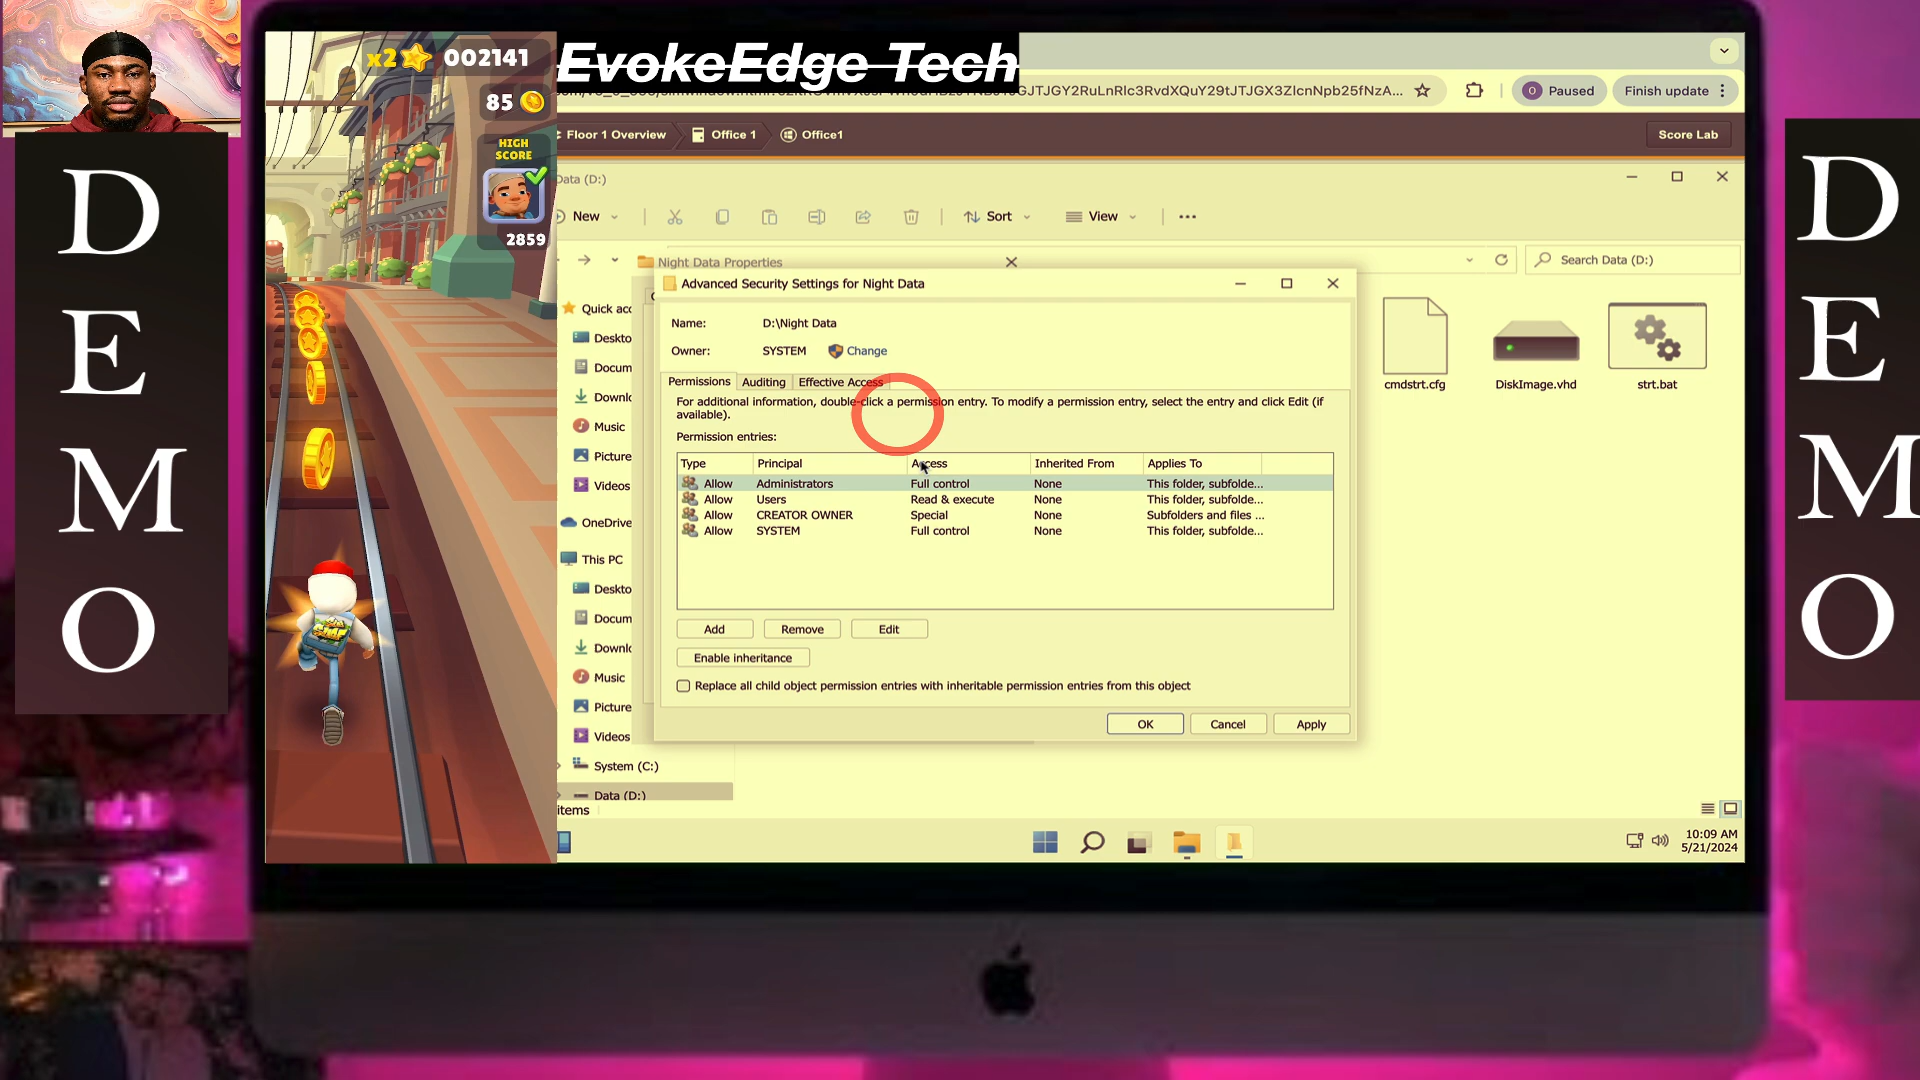 EvokeEdge Tech
x2 002141
85
HIGH
SCORE
2859
DEMO
DEMO
GJTJGY2RuLnRlc3RvdXQuY29tJTJGX3ZlcnNpb25fNzA...
Paused
Finish update
Floor 1 Overview
Office 1
Office1
Score Lab
Data (D:)
New
Sort
View
Search Data (D:)
Night Data Properties
Advanced Security Settings for Night Data
Name: D:\Night Data
Owner: SYSTEM Change
Permissions Auditing Effective Access
For additional information, double-click a permission entry. To modify a permission entry, select the entry and click Edit (if
available).
Permission entries:
Type Principal Access Inherited From Applies To
Allow Administrators Full control None This folder, subfolde...
Allow Users Read & execute None This folder, subfolde...
Allow CREATOR OWNER Special None Subfolders and files ...
Allow SYSTEM Full control None This folder, subfolde...
Add Remove Edit
Enable inheritance
Replace all child object permission entries with inheritable permission entries from this object
OK Cancel Apply
Quick acc
Deskto
Docum
Downlc
Music
Picture
Videos
OneDrive
This PC
Deskto
Docum
Downlc
Music
Picture
Videos
System (C:)
Data (D:)
items
cmdstrt.cfg
DiskImage.vhd
strt.bat
10:09 AM
5/21/2024